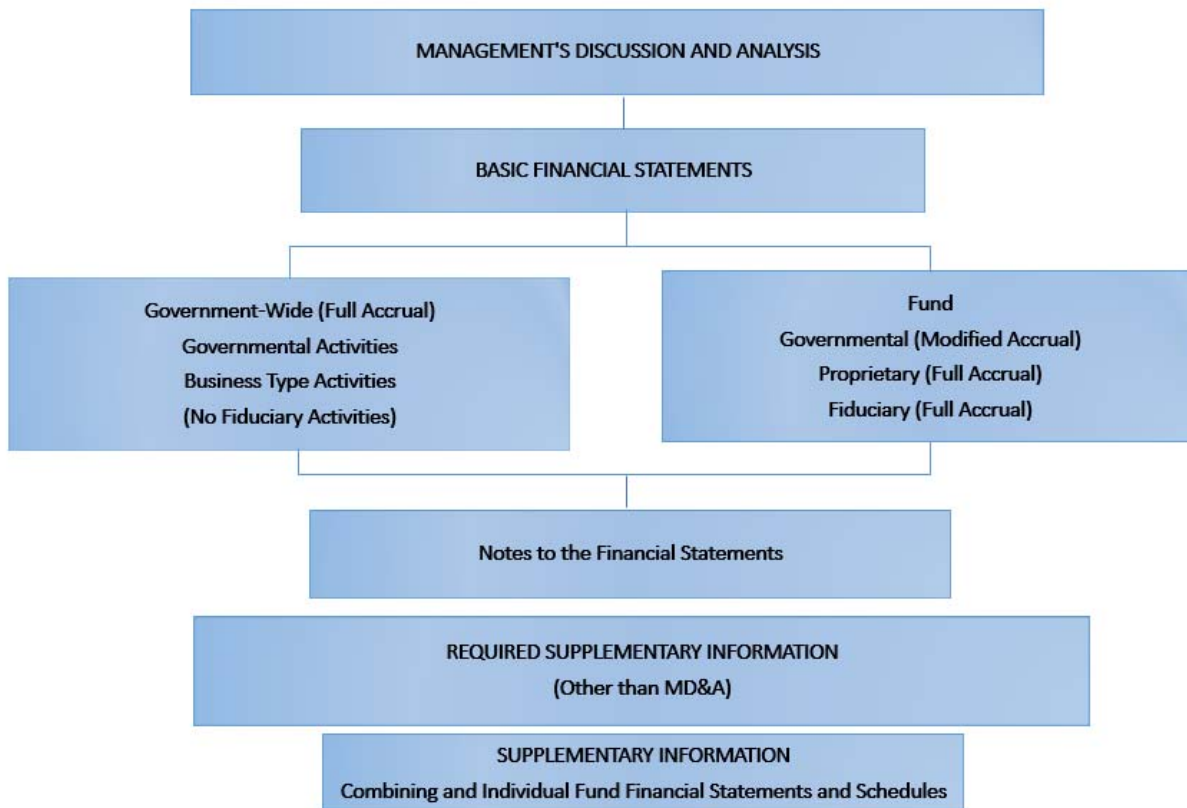 MANAGEMENT'S DISCUSSION AND ANALYSIS
BASIC FINANCIAL STATEMENTS
Government-Wide (Full Accrual)
Governmental Activities
Business Type Activities
(No Fiduciary Activities)
Fund
Governmental (Modified Accrual)
Proprietary (Full Accrual)
Fiduciary (Full Accrual)
Notes to the Financial Statements
REQUIRED SUPPLEMENTARY INFORMATION
(Other than MD&A)
SUPPLEMENTARY INFORMATION
Combining and Individual Fund Financial Statements and Schedules